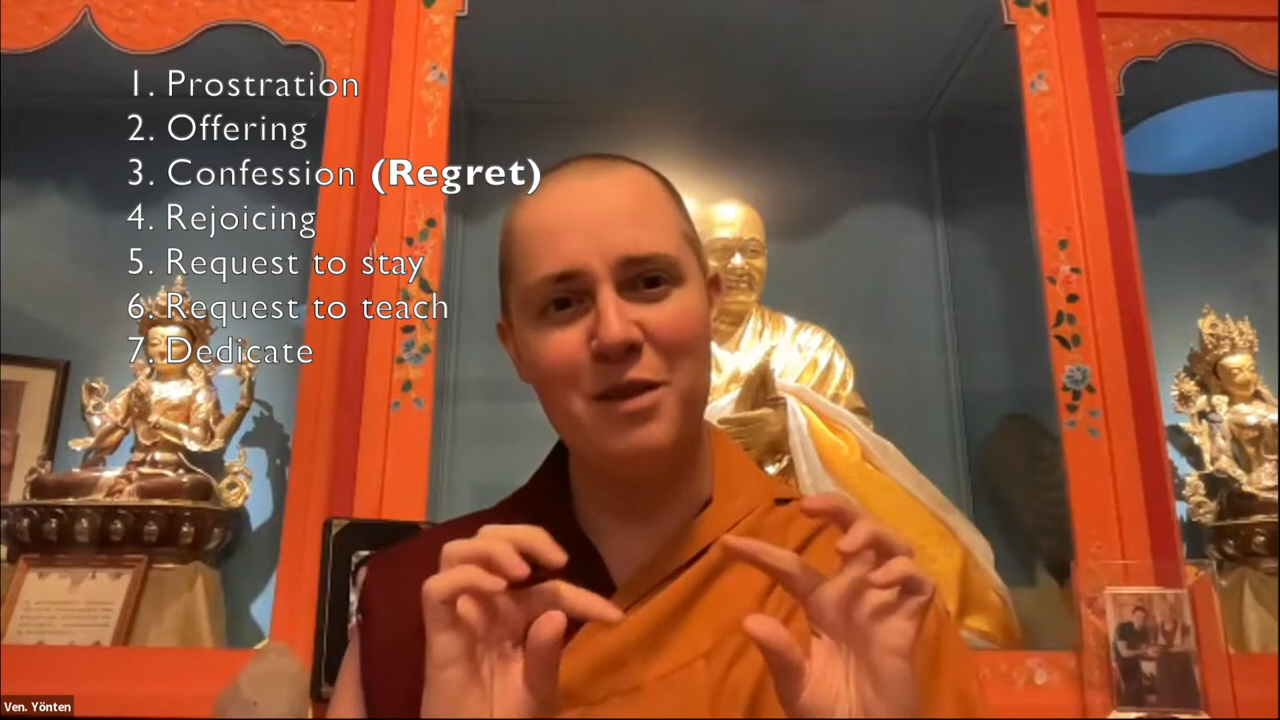 1. Prostration
2. Offering
3. Confession (Regret)
4. Rejoicing
5. Request to stay
6. Request to teach
7. Dedicate
Ven. Yönten